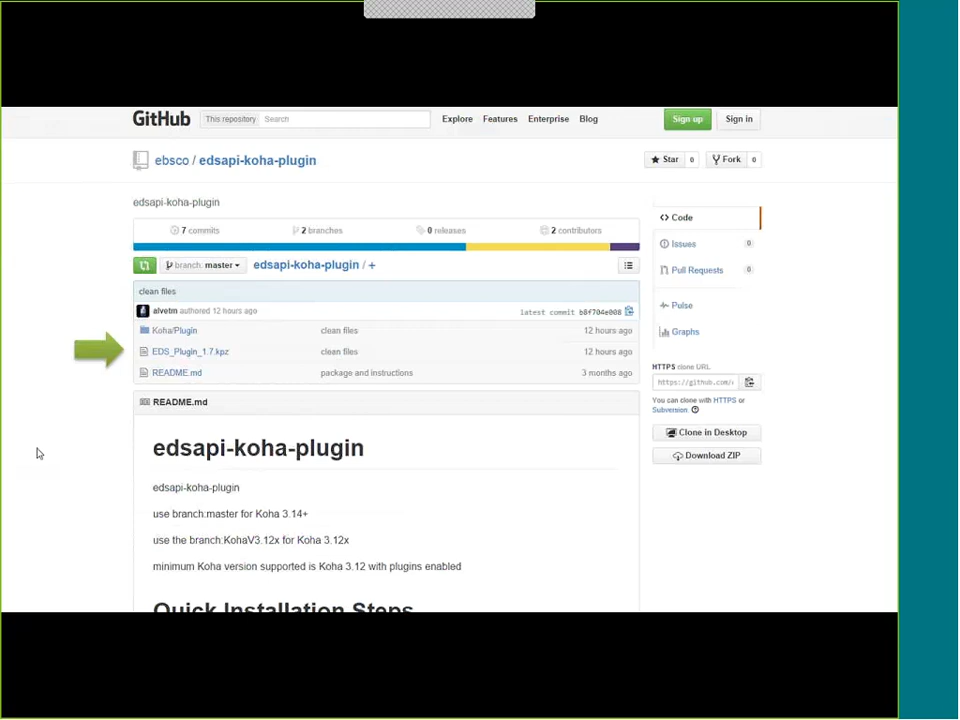 GitHub This repository Search Explore Features Enterprise Blog Sign up Sign in
ebsco / edsapi-koha-plugin Star 0 Fork 0
edsapi-koha-plugin
7 commits 2 branches 0 releases 2 contributors
branch: master edsapi-koha-plugin / +
clean files
alvetm authored 12 hours ago latest commit b8f704e008
Koha/Plugin clean files 12 hours ago
EDS_Plugin_1.7.kpz clean files 12 hours ago
README.md package and instructions 3 months ago
README.md
edsapi-koha-plugin
edsapi-koha-plugin
use branch:master for Koha 3.14+
use the branch:KohaV3.12x for Koha 3.12x
minimum Koha version supported is Koha 3.12 with plugins enabled
Quick Installation Steps
Code
Issues 0
Pull Requests 0
Pulse
Graphs
HTTPS clone URL
https://github.com/
You can clone with HTTPS or
Subversion
Clone in Desktop
Download ZIP